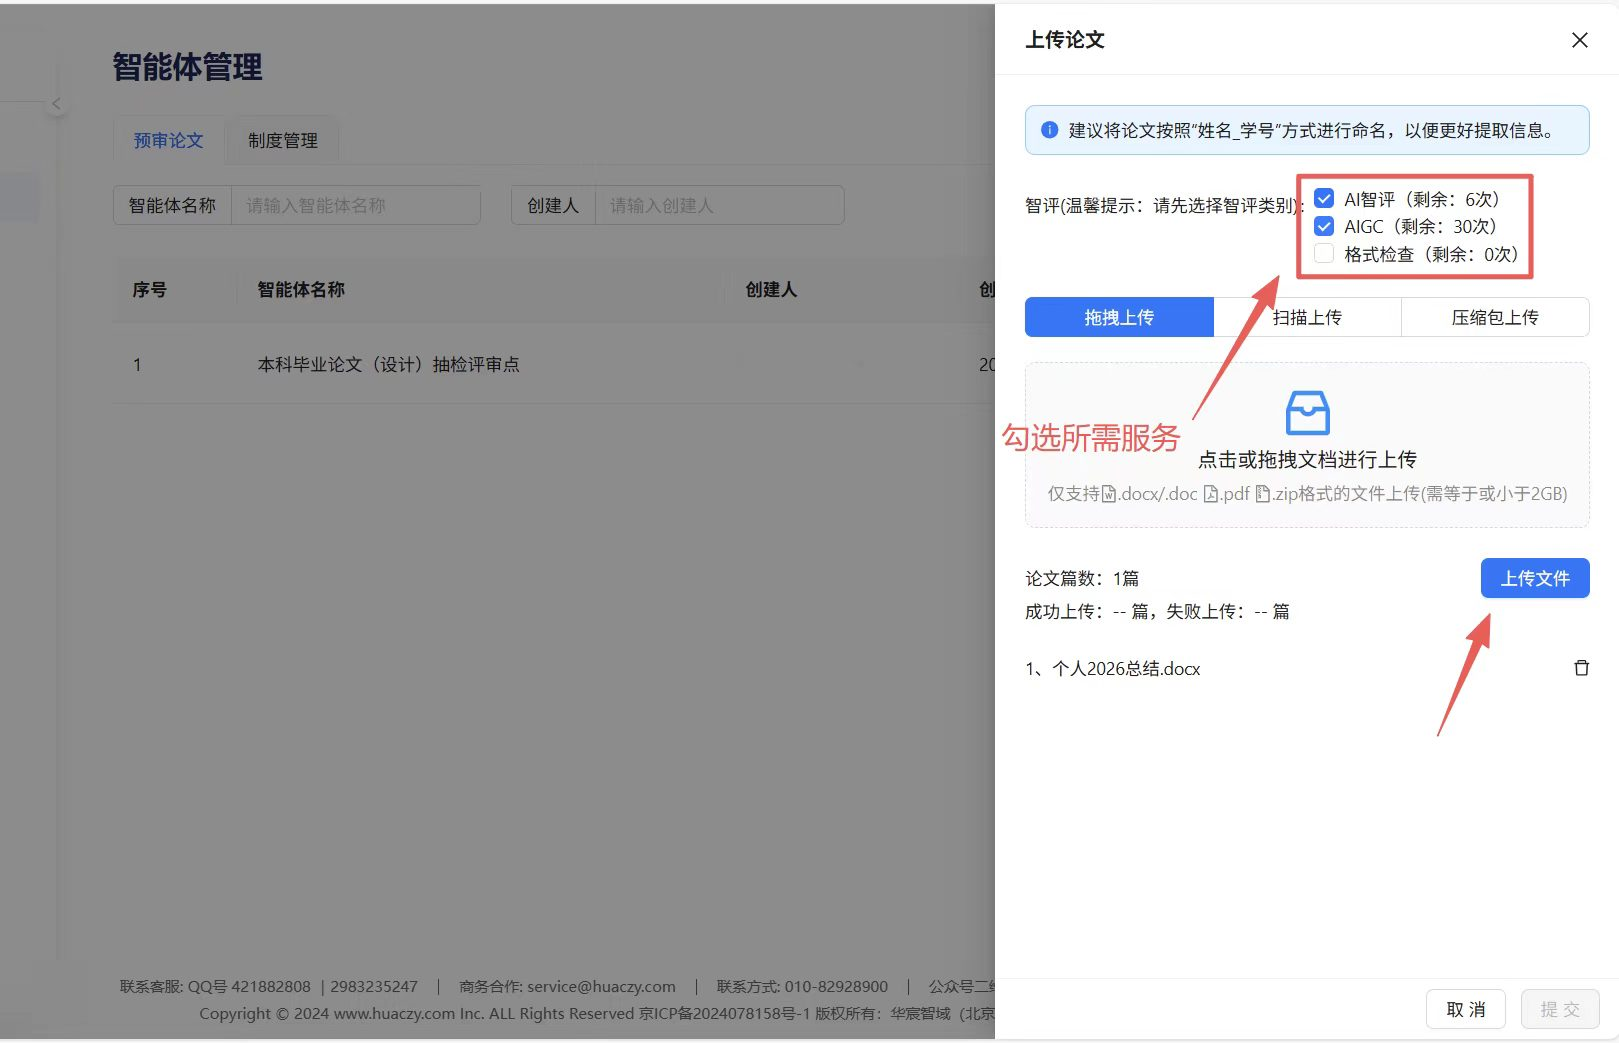 智能体管理
预审论文
制度管理
智能体名称
请输入智能体名称
创建人
请输入创建人
序号
智能体名称
创建人
创
1
本科毕业论文（设计）抽检评审点
20
联系客服: QQ号 421882808 | 2983235247 | 商务合作: service@huaczy.com | 联系方式: 010-82928900 | 公众号二
Copyright © 2024 www.huaczy.com Inc. ALL Rights Reserved 京ICP备2024078158号-1 版权所有：华宸智域（北京
上传论文
建议将论文按照“姓名_学号”方式进行命名，以便更好提取信息。
智评(温馨提示：请先选择智评类别):
AI智评（剩余：6次）
AIGC（剩余：30次）
格式检查（剩余：0次）
拖拽上传
扫描上传
压缩包上传
勾选所需服务
点击或拖拽文档进行上传
仅支持.docx/.doc .pdf .zip格式的文件上传(需等于或小于2GB)
论文篇数：1篇
上传文件
成功上传：-- 篇，失败上传：-- 篇
1、个人2026总结.docx
取 消
提 交